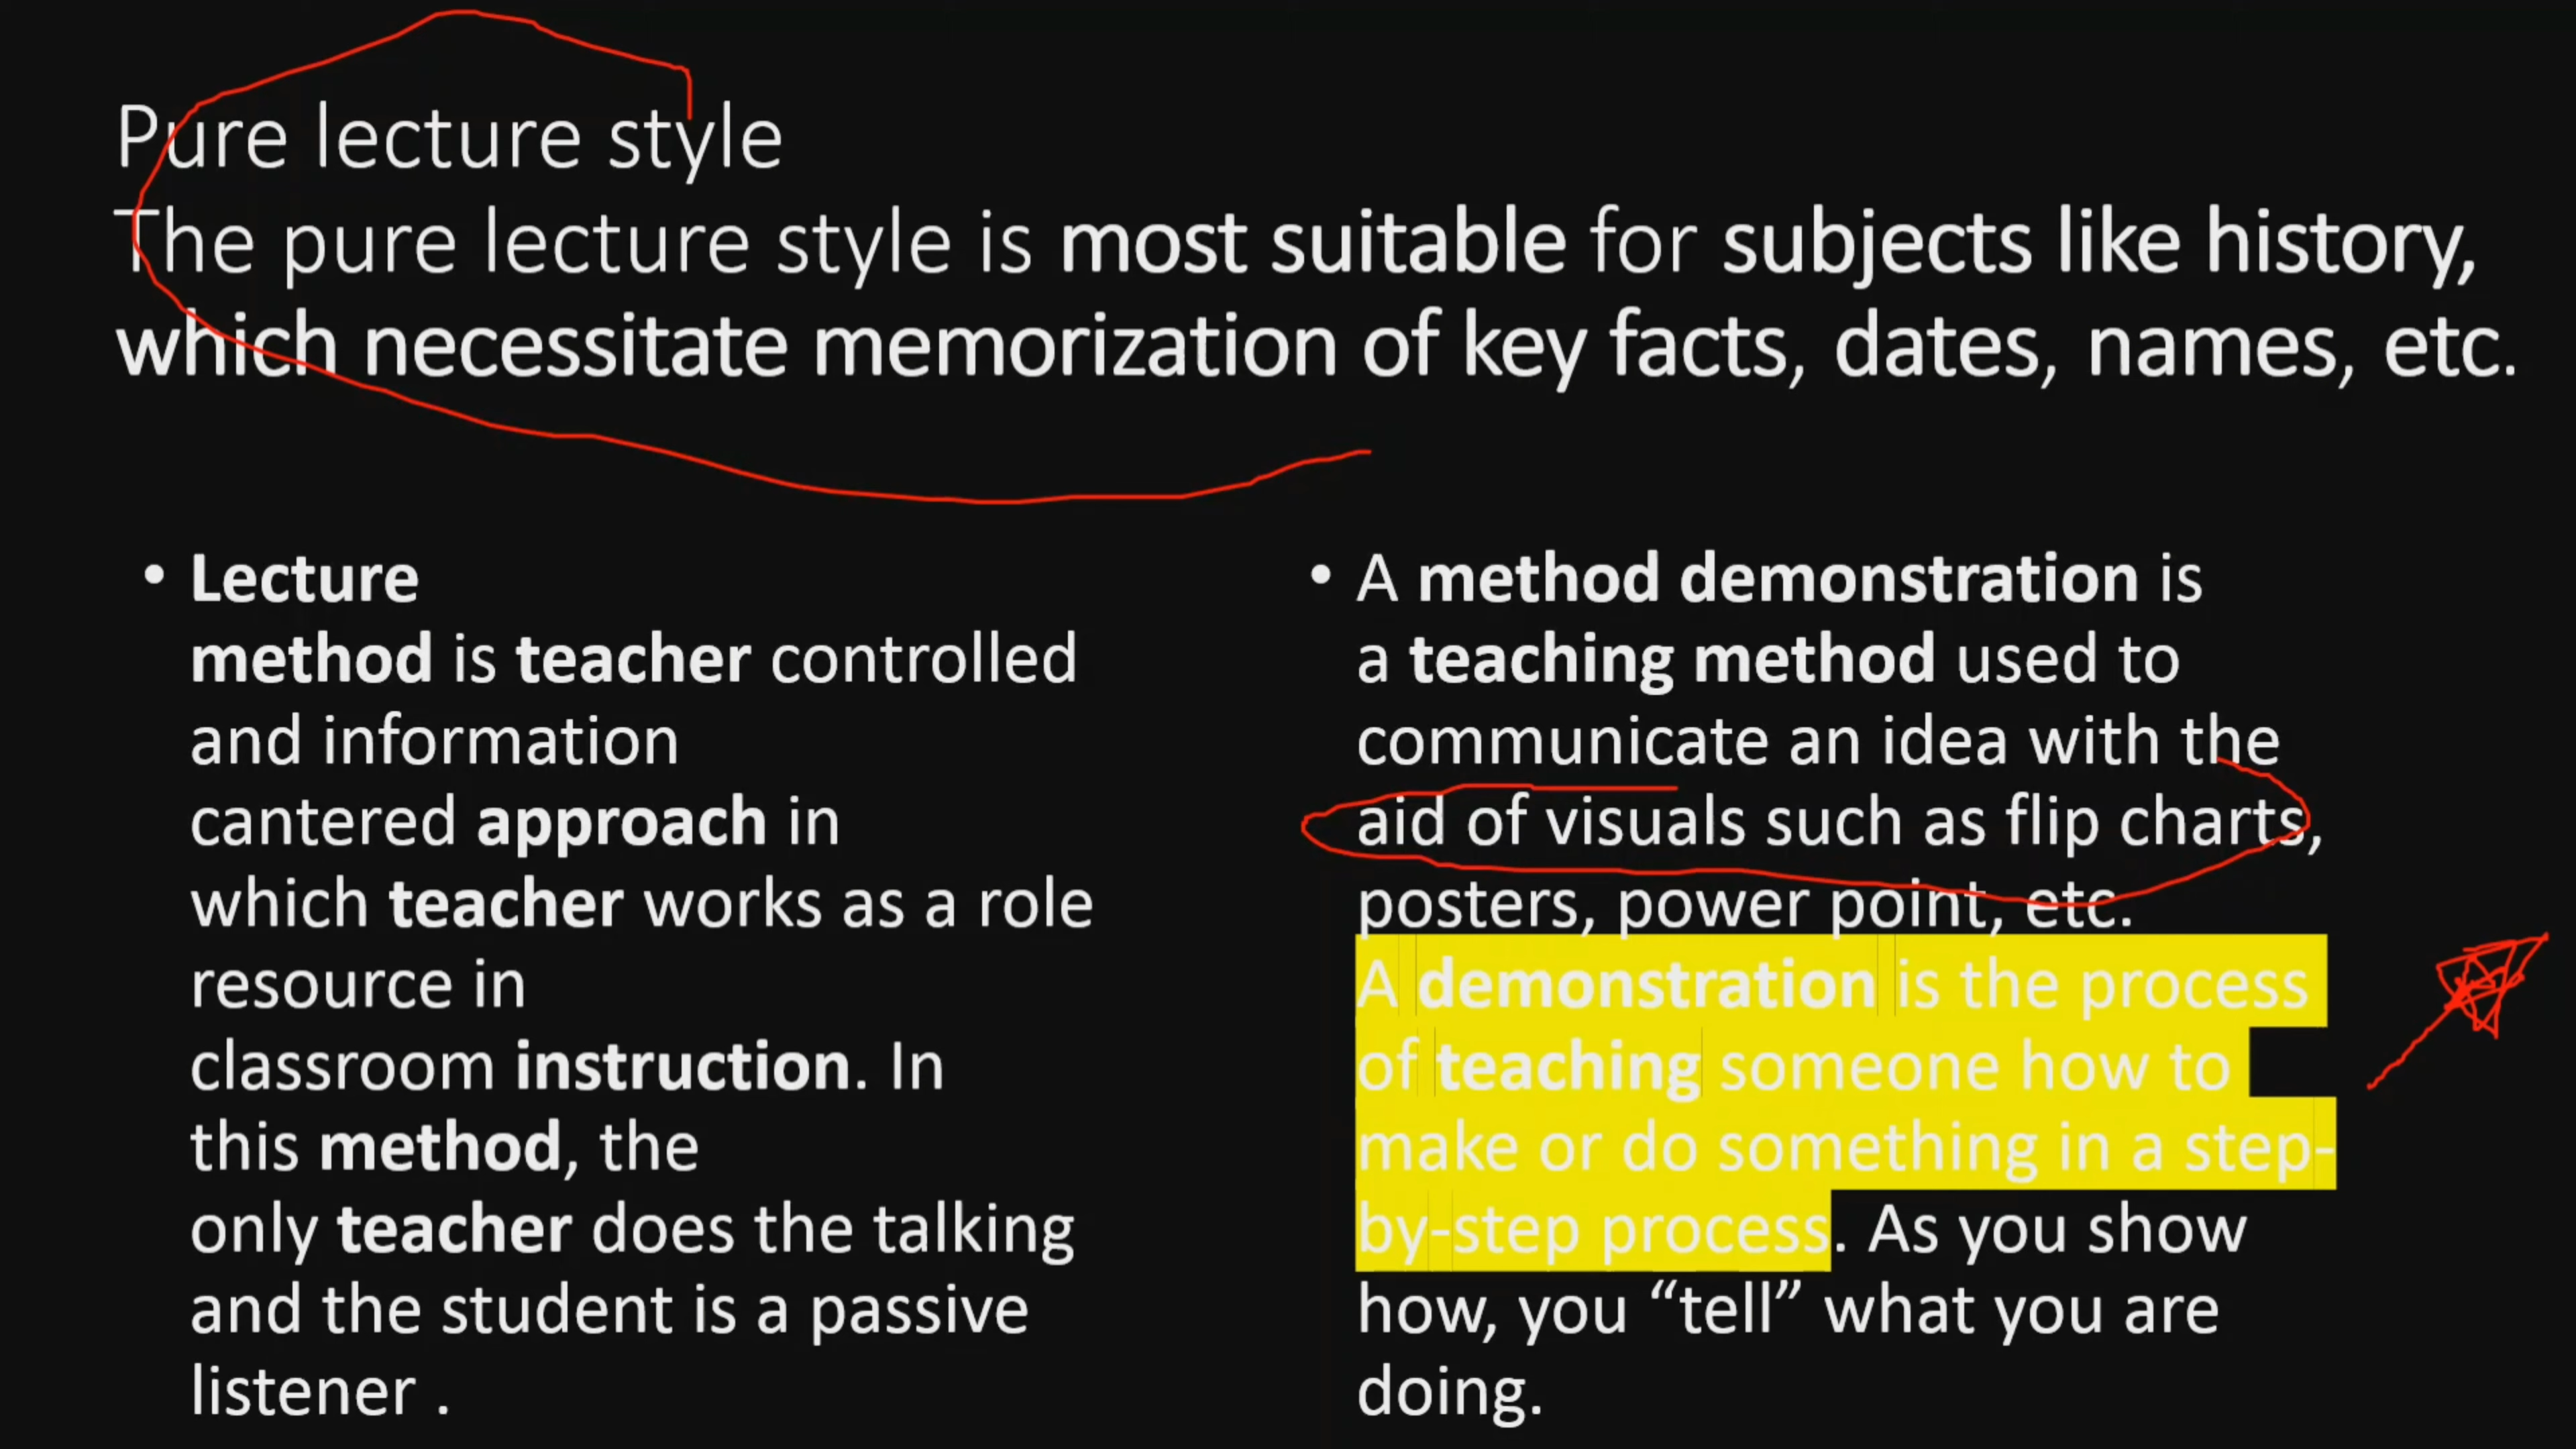 Pure lecture style
The pure lecture style is most suitable for subjects like history,
which necessitate memorization of key facts, dates, names, etc.
• Lecture
method is teacher controlled
and information
cantered approach in
which teacher works as a role
resource in
classroom instruction. In
this method, the
only teacher does the talking
and the student is a passive
listener .
• A method demonstration is
a teaching method used to
communicate an idea with the
aid of visuals such as flip charts,
posters, power point, etc.
A demonstration is the process
of teaching someone how to
make or do something in a step-
by-step process. As you show
how, you “tell” what you are
doing.